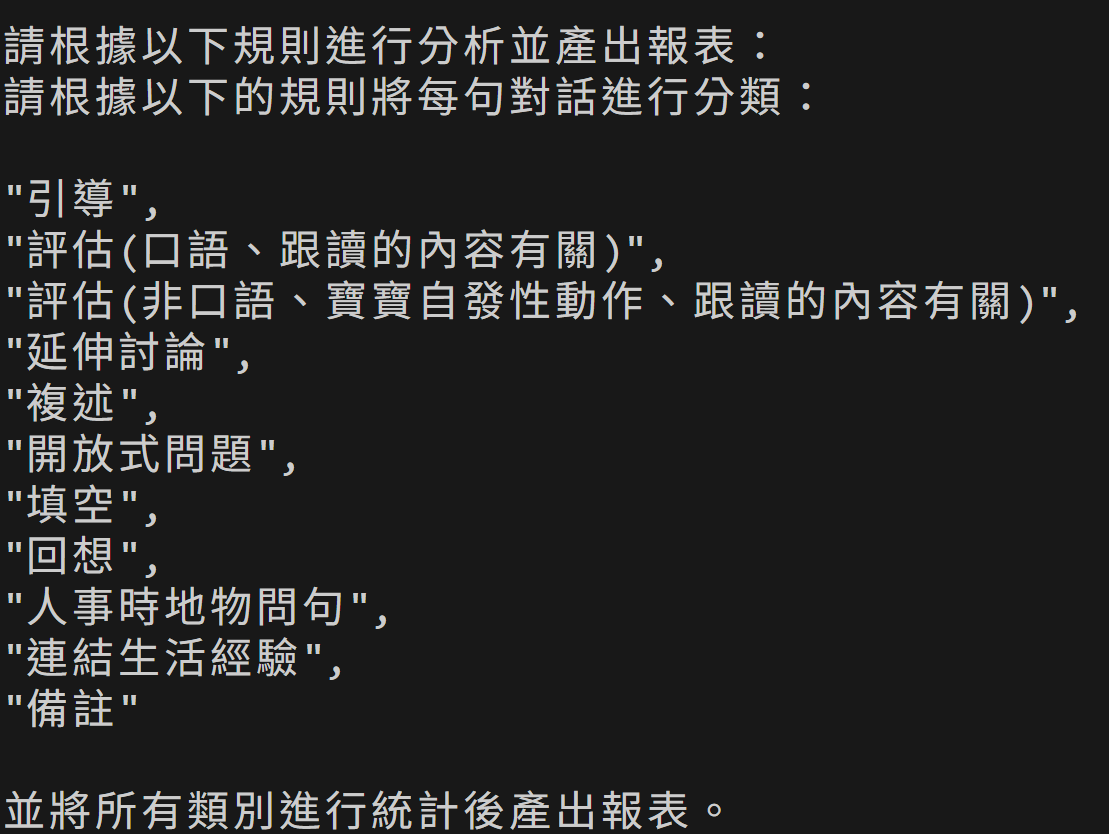 請根據以下規則進行分析並產出報表：
請根據以下的規則將每句對話進行分類：
"引導",
"評估(口語、跟讀的內容有關)",
"評估(非口語、寶寶自發性動作、跟讀的內容有關)",
"延伸討論",
"複述",
"開放式問題",
"填空",
"回想",
"人事時地物問句",
"連結生活經驗",
"備註"
並將所有類別進行統計後產出報表。